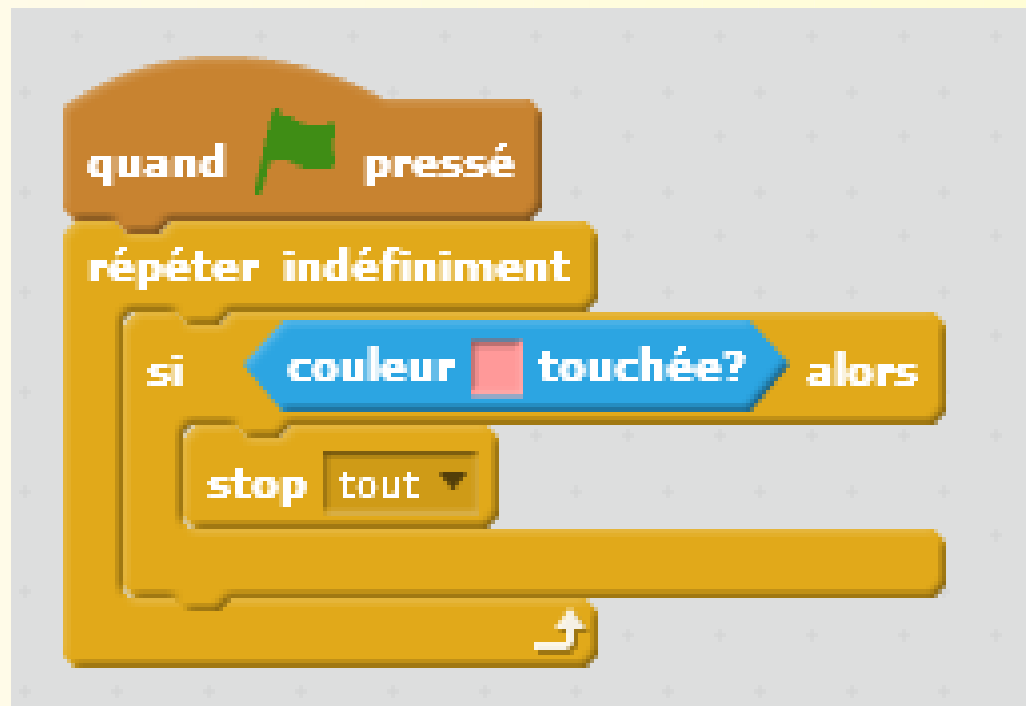 quand pressé
répéter indéfiniment
si couleur touchée? alors
stop tout